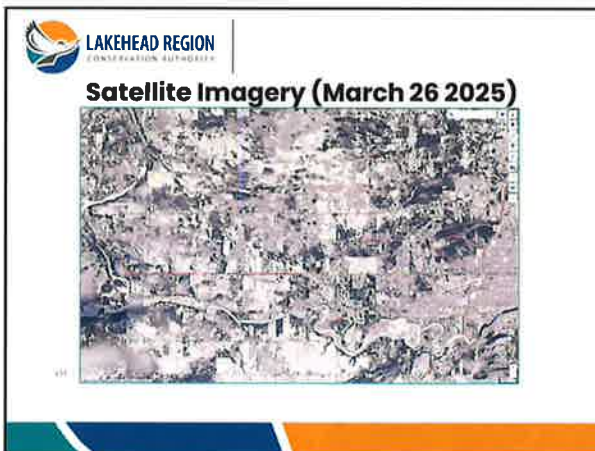 LAKEHEAD REGION
CONSERVATION AUTHORITY
Satellite Imagery (March 26 2025)